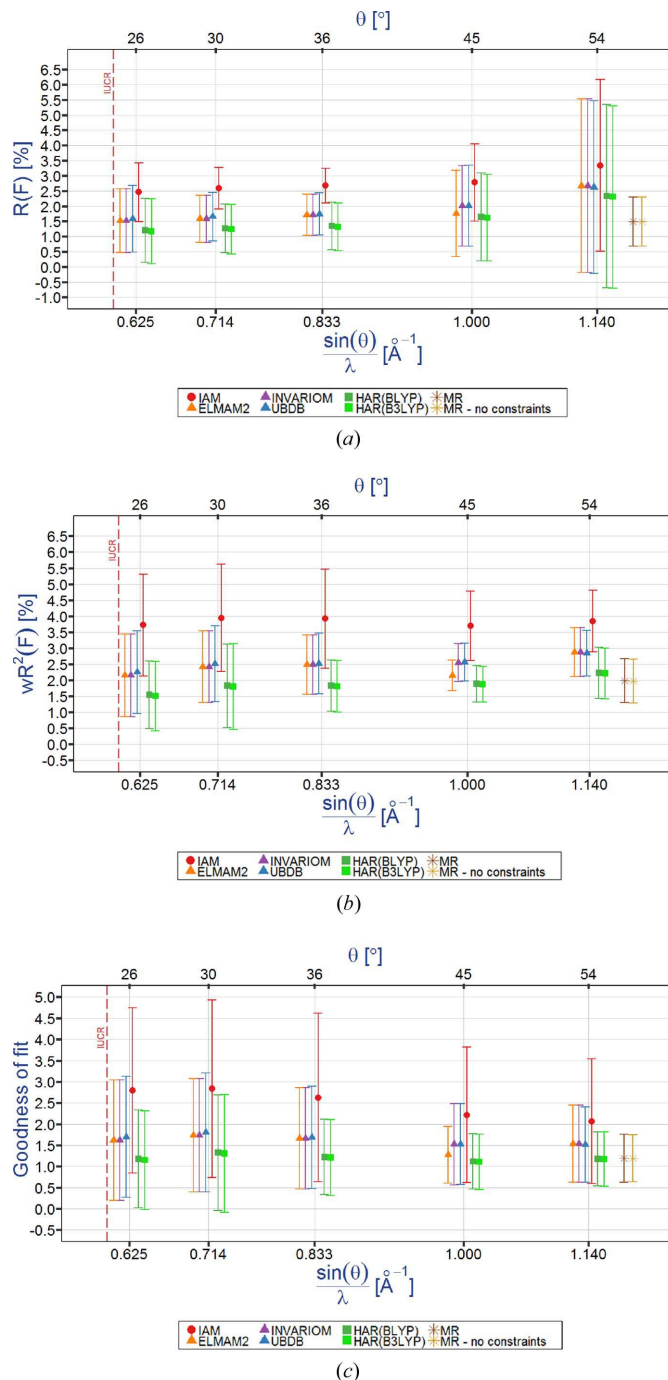 θ [°]
26 30 36 45 54
IUCR
R(F) [%]
6.5
6.0
5.5
5.0
4.5
4.0
3.5
3.0
2.5
2.0
1.5
1.0
0.5
0.0
-0.5
-1.0
0.625 0.714 0.833 1.000 1.140
sin(θ)
λ [Å⁻¹]
IAM INVARIOM HAR(BLYP) MR
ELMAM2 UBDB HAR(B3LYP) MR - no constraints
(a)
θ [°]
26 30 36 45 54
IUCR
wR²(F) [%]
6.5
6.0
5.5
5.0
4.5
4.0
3.5
3.0
2.5
2.0
1.5
1.0
0.5
0.0
-0.5
0.625 0.714 0.833 1.000 1.140
sin(θ)
λ [Å⁻¹]
IAM INVARIOM HAR(BLYP) MR
ELMAM2 UBDB HAR(B3LYP) MR - no constraints
(b)
θ [°]
26 30 36 45 54
IUCR
Goodness of fit
5.0
4.5
4.0
3.5
3.0
2.5
2.0
1.5
1.0
0.5
0.0
-0.5
0.625 0.714 0.833 1.000 1.140
sin(θ)
λ [Å⁻¹]
IAM INVARIOM HAR(BLYP) MR
ELMAM2 UBDB HAR(B3LYP) MR - no constraints
(c)